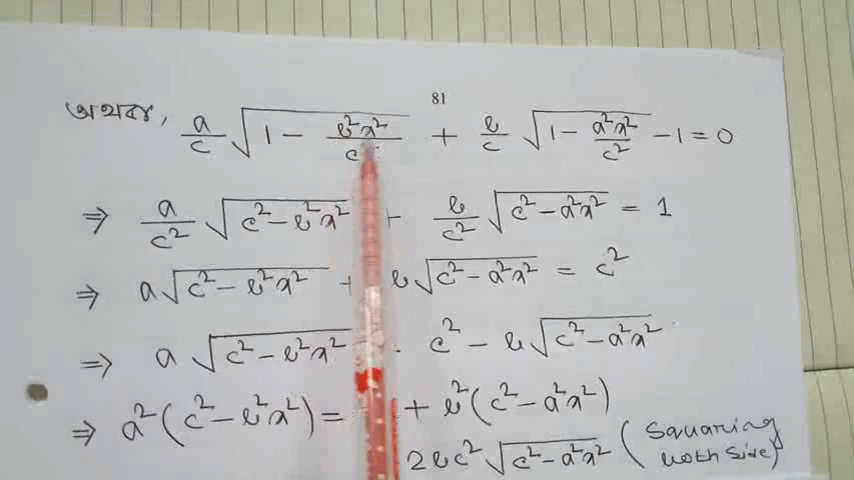 81
অথবা, a/c √(1 - b²x²/c²) + b/c √(1 - a²x²/c²) - 1 = 0
⇒ a/c² √(c² - b²x²) + b/c² √(c² - a²x²) = 1
⇒ a√(c² - b²x²) + b√(c² - a²x²) = c²
⇒ a √(c² - b²x²) c² - b √(c² - a²x²)
⇒ a²(c² - b²x²) = + b²(c² - a²x²)
2bc² √(c² - a²x²) (Squaring
both side)